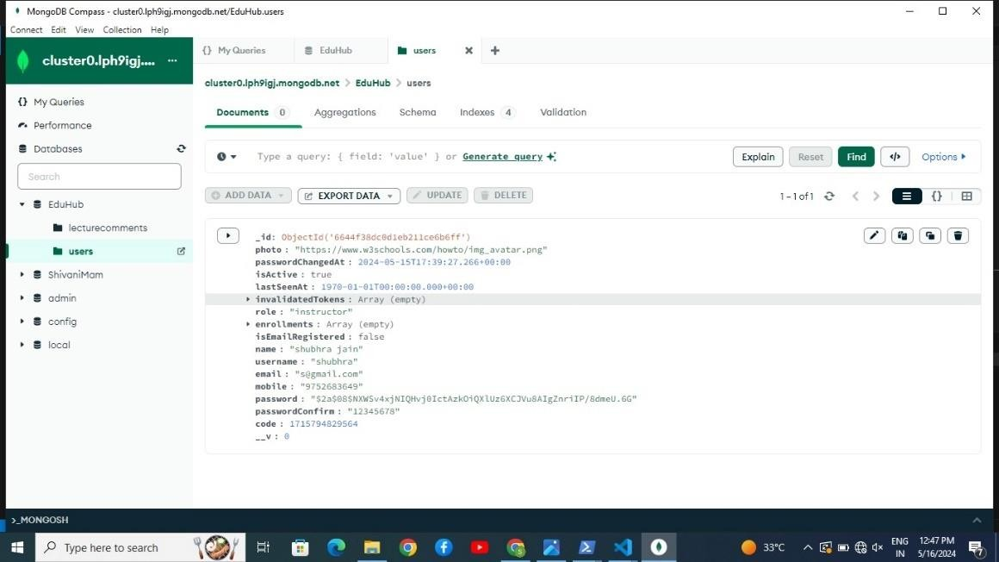 MongoDB Compass - cluster0.lph9igj.mongodb.net/EduHub.users
Connect Edit View Collection Help
cluster0.lph9igj.... ...
{} My Queries EduHub users
cluster0.lph9igj.mongodb.net > EduHub > users
My Queries
Performance
Databases
Search
EduHub
lecturecomments
users
ShivaniMam
admin
config
local
Documents 0 Aggregations Schema Indexes 4 Validation
Type a query: { field: 'value' } or Generate query
Explain Reset Find </> Options
ADD DATA EXPORT DATA UPDATE DELETE
1 – 1 of 1 {}
_id: ObjectId('6644f38dc0d1eb211ce6b6ff')
photo : "https://www.w3schools.com/howto/img_avatar.png"
passwordChangedAt : 2024-05-15T17:39:27.266+00:00
isActive : true
lastSeenAt : 1970-01-01T00:00:00.000+00:00
invalidatedTokens : Array (empty)
role : "instructor"
enrollments : Array (empty)
isEmailRegistered : false
name : "shubhra jain"
username : "shubhra"
email : "s@gmail.com"
mobile : "9752683649"
password : "$2a$08$NXWSv4xjNIQHvj0IctAzkOiQXlUz6XCJVu8AIgZnriIP/8dmeU.6G"
passwordConfirm : "12345678"
code : 1715794829564
__v : 0
>_MONGOSH
Type here to search
33°C
ENG
IN
12:47 PM
5/16/2024
7